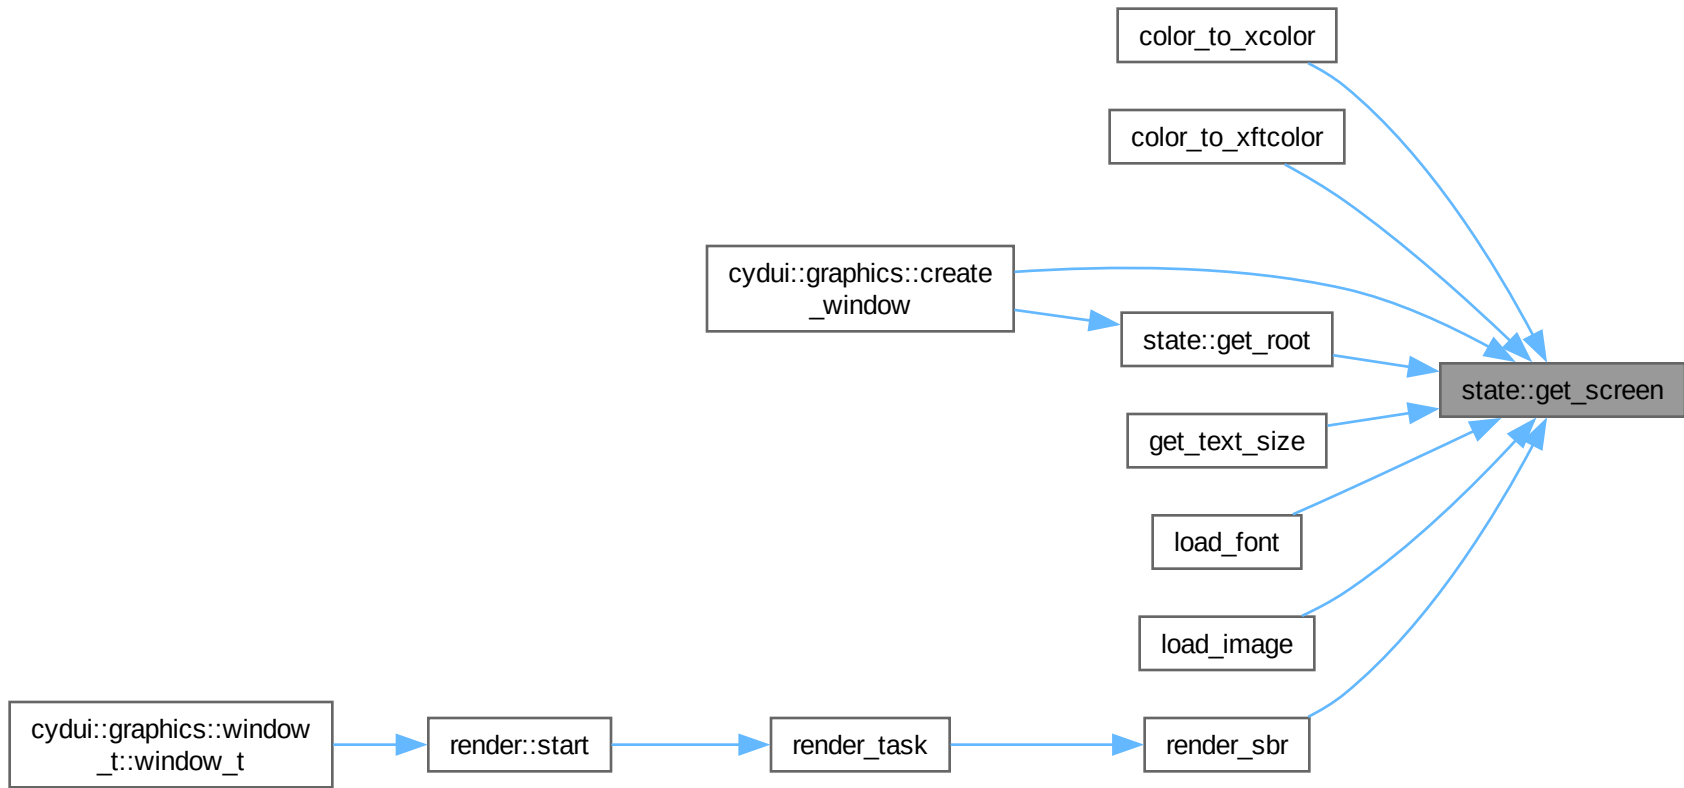 color_to_xcolor
color_to_xftcolor
cydui::graphics::create
_window
state::get_root
state::get_screen
get_text_size
load_font
load_image
cydui::graphics::window
_t::window_t
render::start
render_task
render_sbr